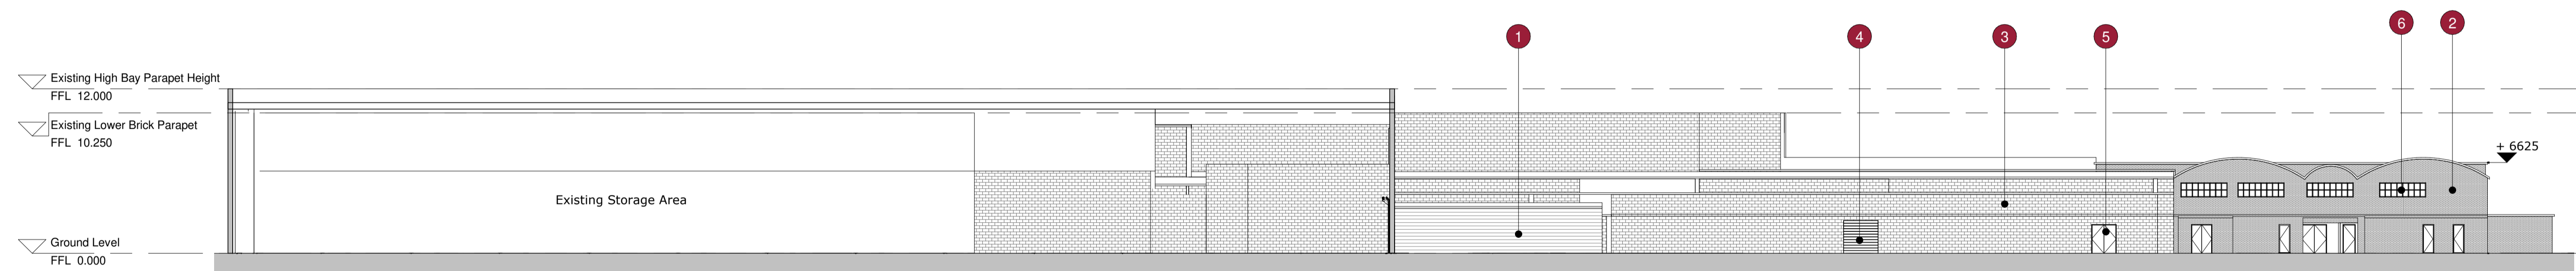 1
4
3
5
6
2
Existing High Bay Parapet Height
FFL 12.000
Existing Lower Brick Parapet
FFL 10.250
+ 6625
Existing Storage Area
Ground Level
FFL 0.000